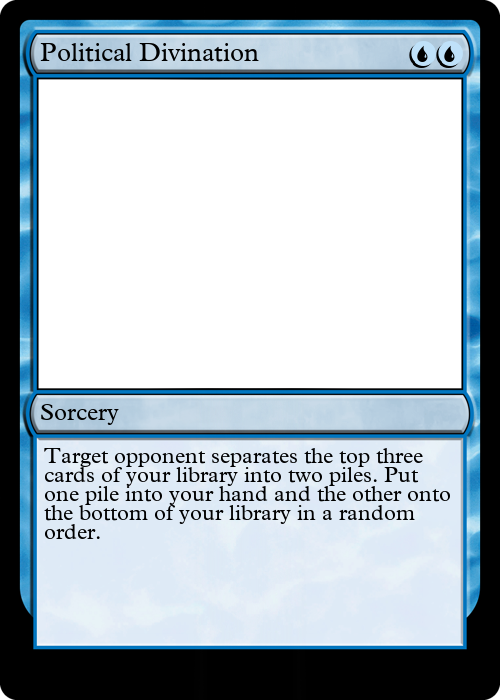 Political Divination
Sorcery
Target opponent separates the top three
cards of your library into two piles. Put
one pile into your hand and the other onto
the bottom of your library in a random
order.